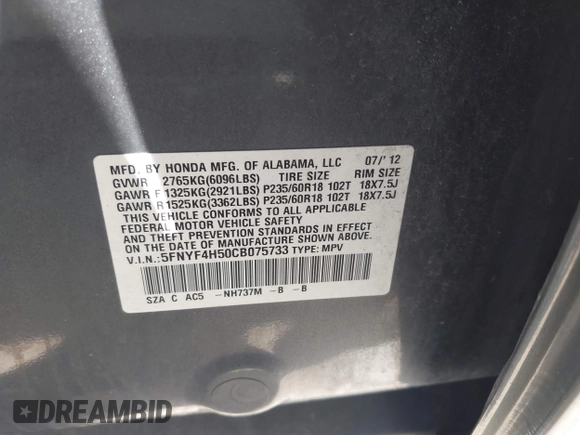 MFD. BY HONDA MFG. OF ALABAMA, LLC 07/'12
GVWR 2765KG(6096LBS) TIRE SIZE RIM SIZE
GAWR F 1325KG(2921LBS) P235/60R18 102T 18X7.5J
GAWR R 1525KG(3362LBS) P235/60R18 102T 18X7.5J
THIS VEHICLE CONFORMS TO ALL APPLICABLE
FEDERAL MOTOR VEHICLE SAFETY
AND THEFT PREVENTION STANDARDS IN EFFECT
ON THE DATE OF MANUFACTURE SHOWN ABOVE.
V.I.N.:5FNYF4H50CB075733 TYPE: MPV
SZA C AC5 -NH737M -B -B
DREAMBID